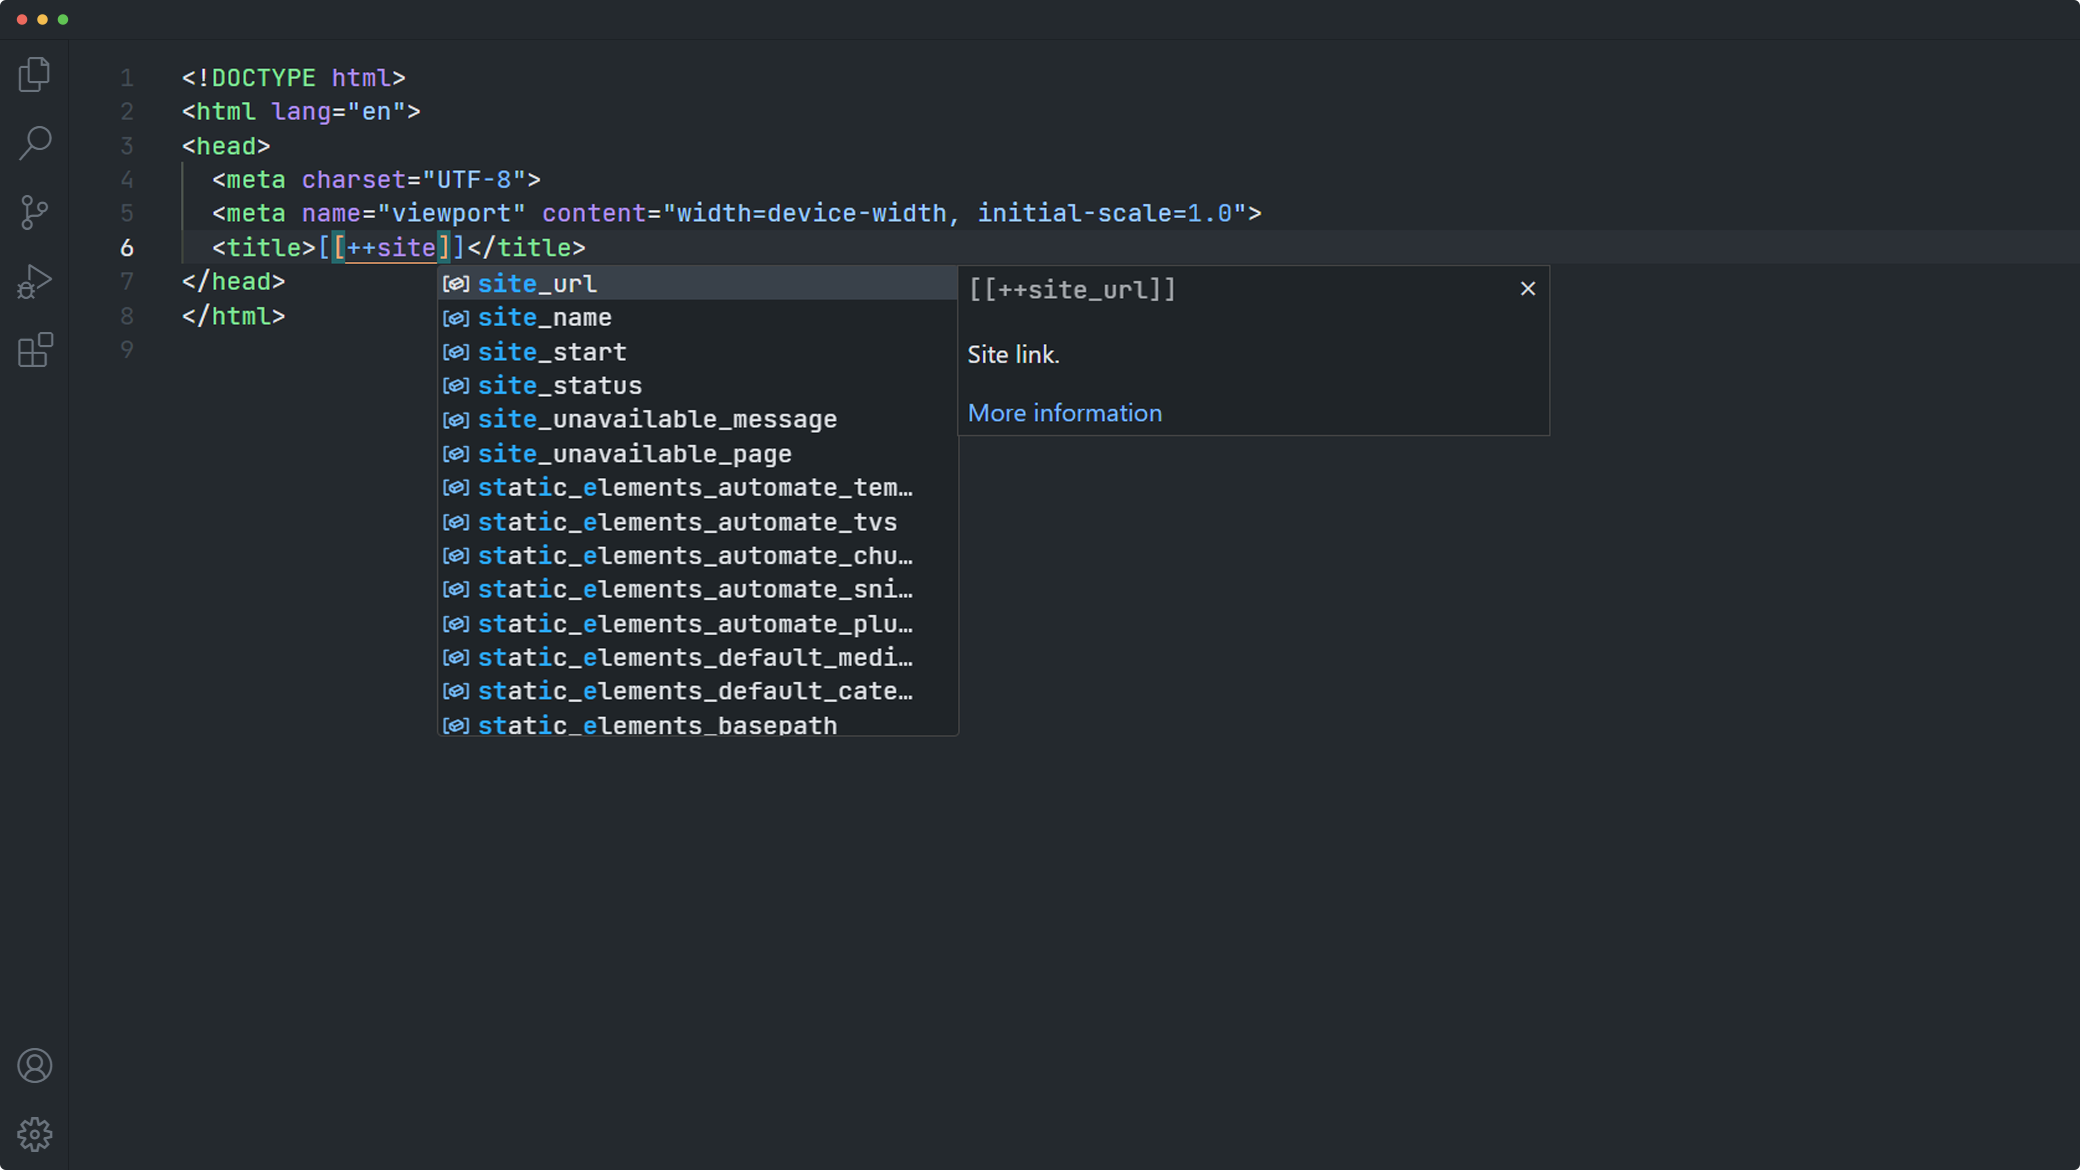 1 <!DOCTYPE html>
2 <html lang="en">
3 <head>
4 <meta charset="UTF-8">
5 <meta name="viewport" content="width=device-width, initial-scale=1.0">
6 <title>[[++site]]</title>
7 </head>
8 </html>
9
site_url
site_name
site_start
site_status
site_unavailable_message
site_unavailable_page
static_elements_automate_tem…
static_elements_automate_tvs
static_elements_automate_chu…
static_elements_automate_sni…
static_elements_automate_plu…
static_elements_default_medi…
static_elements_default_cate…
static_elements_basepath
[[++site_url]]
Site link.
More information